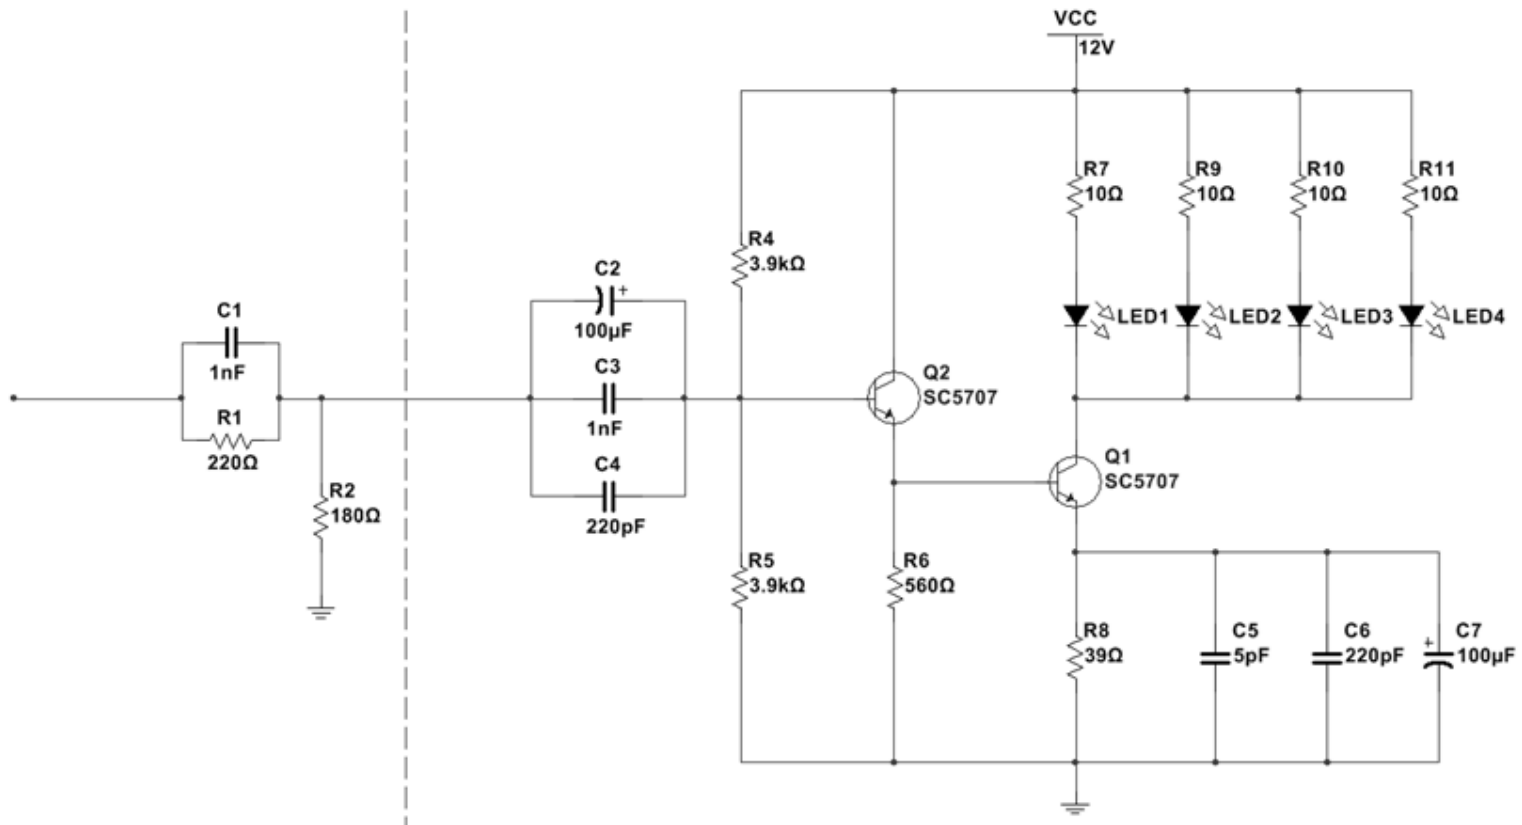 VCC
12V
R7
10Ω
R9
10Ω
R10
10Ω
R11
10Ω
R4
3.9kΩ
C2
+
100µF
C1
1nF
LED1
LED2
LED3
LED4
C3
1nF
Q2
SC5707
R1
220Ω
C4
220pF
Q1
SC5707
R2
180Ω
R5
3.9kΩ
R6
560Ω
R8
39Ω
C5
5pF
C6
220pF
+
C7
100µF